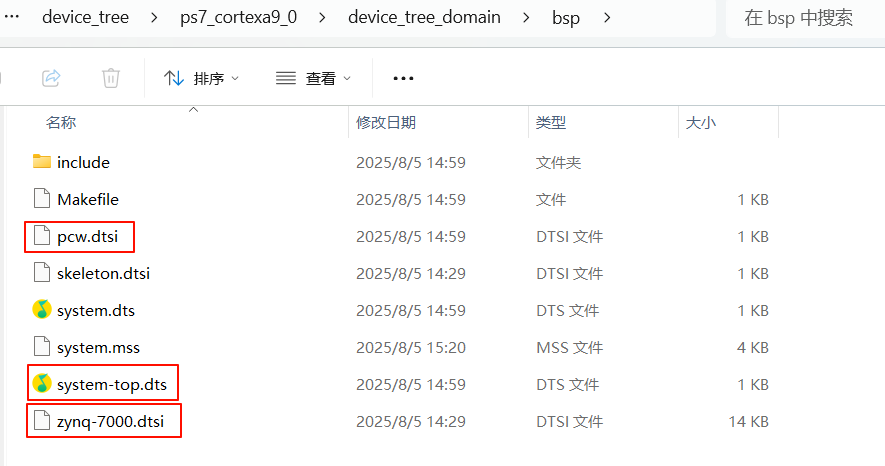 ··· device_tree > ps7_cortexa9_0 > device_tree_domain > bsp > 在 bsp 中搜索
排序 查看 ···
名称 修改日期 类型 大小
include 2025/8/5 14:59 文件夹
Makefile 2025/8/5 14:59 文件 1 KB
pcw.dtsi 2025/8/5 14:59 DTSI 文件 1 KB
skeleton.dtsi 2025/8/5 14:29 DTSI 文件 1 KB
system.dts 2025/8/5 14:59 DTS 文件 1 KB
system.mss 2025/8/5 15:20 MSS 文件 4 KB
system-top.dts 2025/8/5 14:59 DTS 文件 1 KB
zynq-7000.dtsi 2025/8/5 14:29 DTSI 文件 14 KB